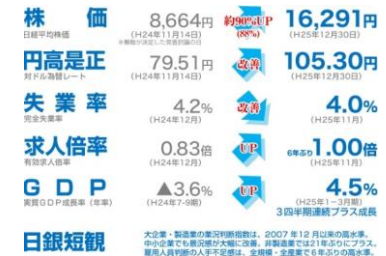 株価
日経平均株価
8,664円
(H24年11月14日)
約90%UP
(88%)
16,291円
(H25年12月30日)
円高是正
対ドル為替レート
79.51円
(H24年11月14日)
改善
105.30円
(H25年12月30日)
失業率
完全失業率
4.2%
(H24年12月)
改善
4.0%
(H25年11月)
求人倍率
有効求人倍率
0.83倍
(H24年12月)
UP
6年ぶり1.00倍
(H25年11月)
GDP
実質GDP成長率(年率)
▲3.6%
(H24年7-9期)
UP
4.5%
(H25年1-3月期)
3四半期連続プラス成長
日銀短観
大企業・製造業の業況判断指数は、2007年12月以来の高水準。
中小企業でも景況感が大幅に改善、非製造業では21年ぶりにプラス。
雇用人員判断の人手不足感は、全規模・全産業で6年ぶりの高水準。